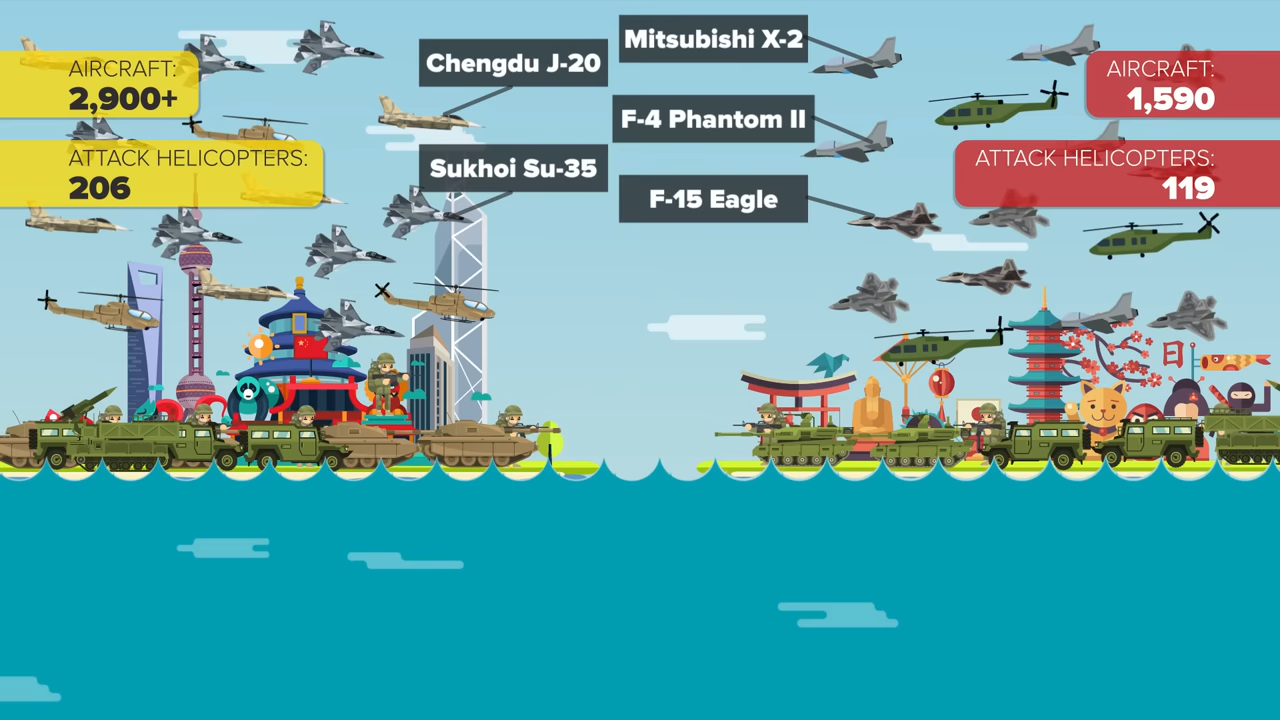 AIRCRAFT:
2,900+
ATTACK HELICOPTERS:
206
Chengdu J-20
Sukhoi Su-35
Mitsubishi X-2
F-4 Phantom II
F-15 Eagle
AIRCRAFT:
1,590
ATTACK HELICOPTERS:
119
日